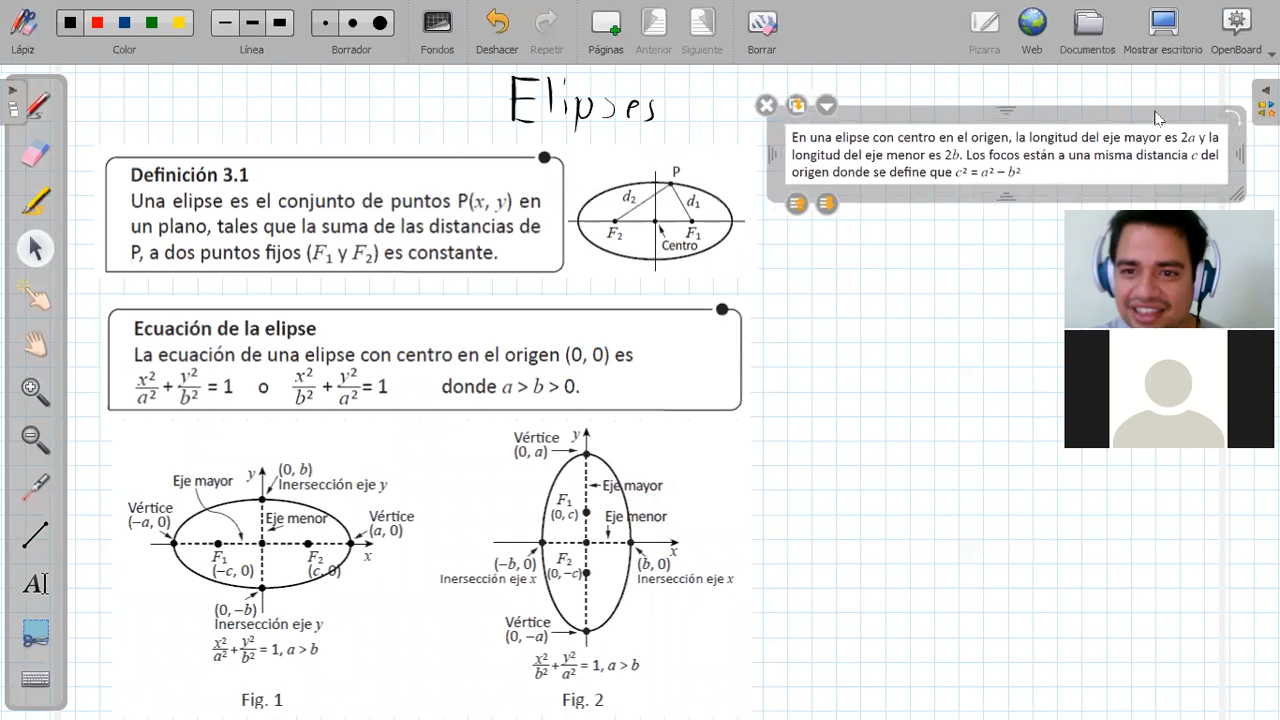 Lápiz
Color
Línea
Borrador
Fondos
Deshacer
Repetir
Páginas
Anterior
Siguiente
Borrar
Pizarra
Web
Documentos
Mostrar escritorio
OpenBoard
Elipses
Definición 3.1
Una elipse es el conjunto de puntos P(x, y) en
un plano, tales que la suma de las distancias de
P, a dos puntos fijos (F₁ y F₂) es constante.
P
d₂
d₁
F₂
F₁
Centro
En una elipse con centro en el origen, la longitud del eje mayor es 2a y la
longitud del eje menor es 2b. Los focos están a una misma distancia c del
origen donde se define que c² = a² − b²
Ecuación de la elipse
La ecuación de una elipse con centro en el origen (0, 0) es
x²/a² + y²/b² = 1 o x²/b² + y²/a² = 1 donde a > b > 0.
y
(0, b)
Inersección eje y
Eje mayor
Vértice
(−a, 0)
Eje menor
Vértice
(a, 0)
x
F₁
(−c, 0)
F₂
(c, 0)
(0, −b)
Inersección eje y
x²/a² + y²/b² = 1, a > b
Fig. 1
Vértice
(0, a)
y
Eje mayor
F₁
(0, c)
Eje menor
x
(−b, 0)
Inersección eje x
F₂
(0, −c)
(b, 0)
Inersección eje x
Vértice
(0, −a)
x²/b² + y²/a² = 1, a > b
Fig. 2
A